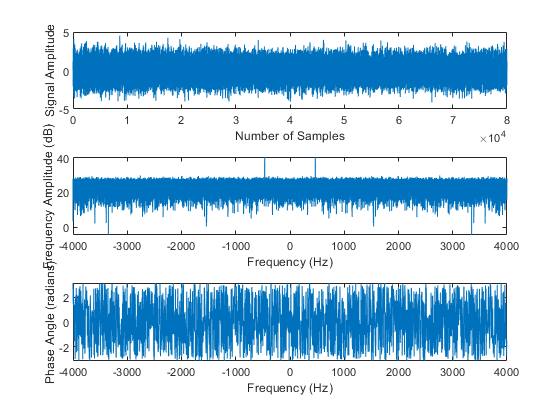 Signal Amplitude
5
0
-5
0 1 2 3 4 5 6 7 8
Number of Samples
×10^4
Frequency Amplitude (dB)
40
20
0
-4000 -3000 -2000 -1000 0 1000 2000 3000 4000
Frequency (Hz)
Phase Angle (radians)
2
0
-2
-4000 -3000 -2000 -1000 0 1000 2000 3000 4000
Frequency (Hz)